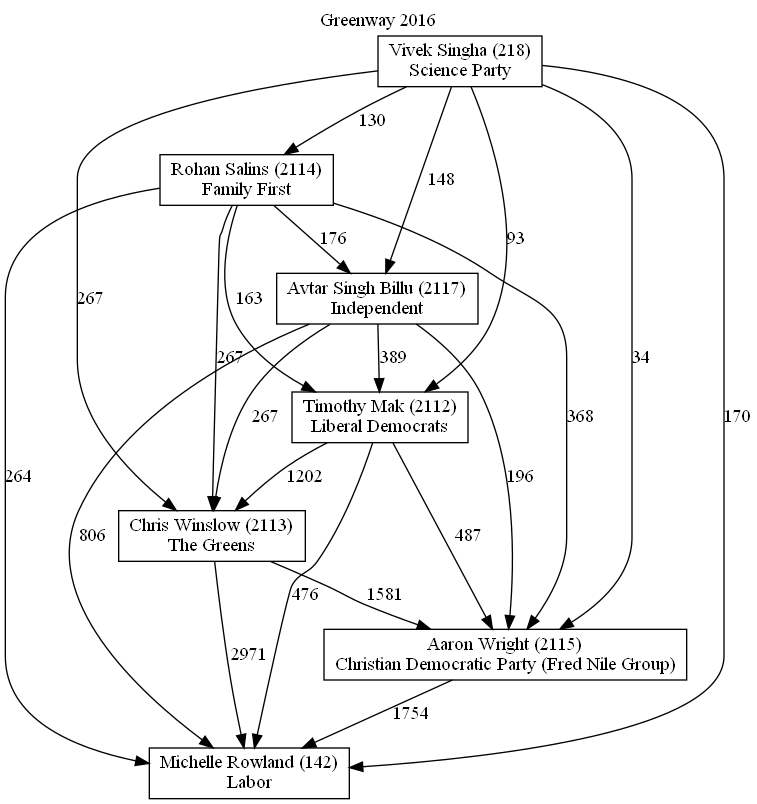 Greenway 2016
Vivek Singha (218)
Science Party
130
Rohan Salins (2114)
Family First
148
176
93
Avtar Singh Billu (2117)
Independent
267
163
267
389
34
267
368
170
Timothy Mak (2112)
Liberal Democrats
264
1202
196
Chris Winslow (2113)
The Greens
806
487
476
1581
Aaron Wright (2115)
Christian Democratic Party (Fred Nile Group)
2971
1754
Michelle Rowland (142)
Labor